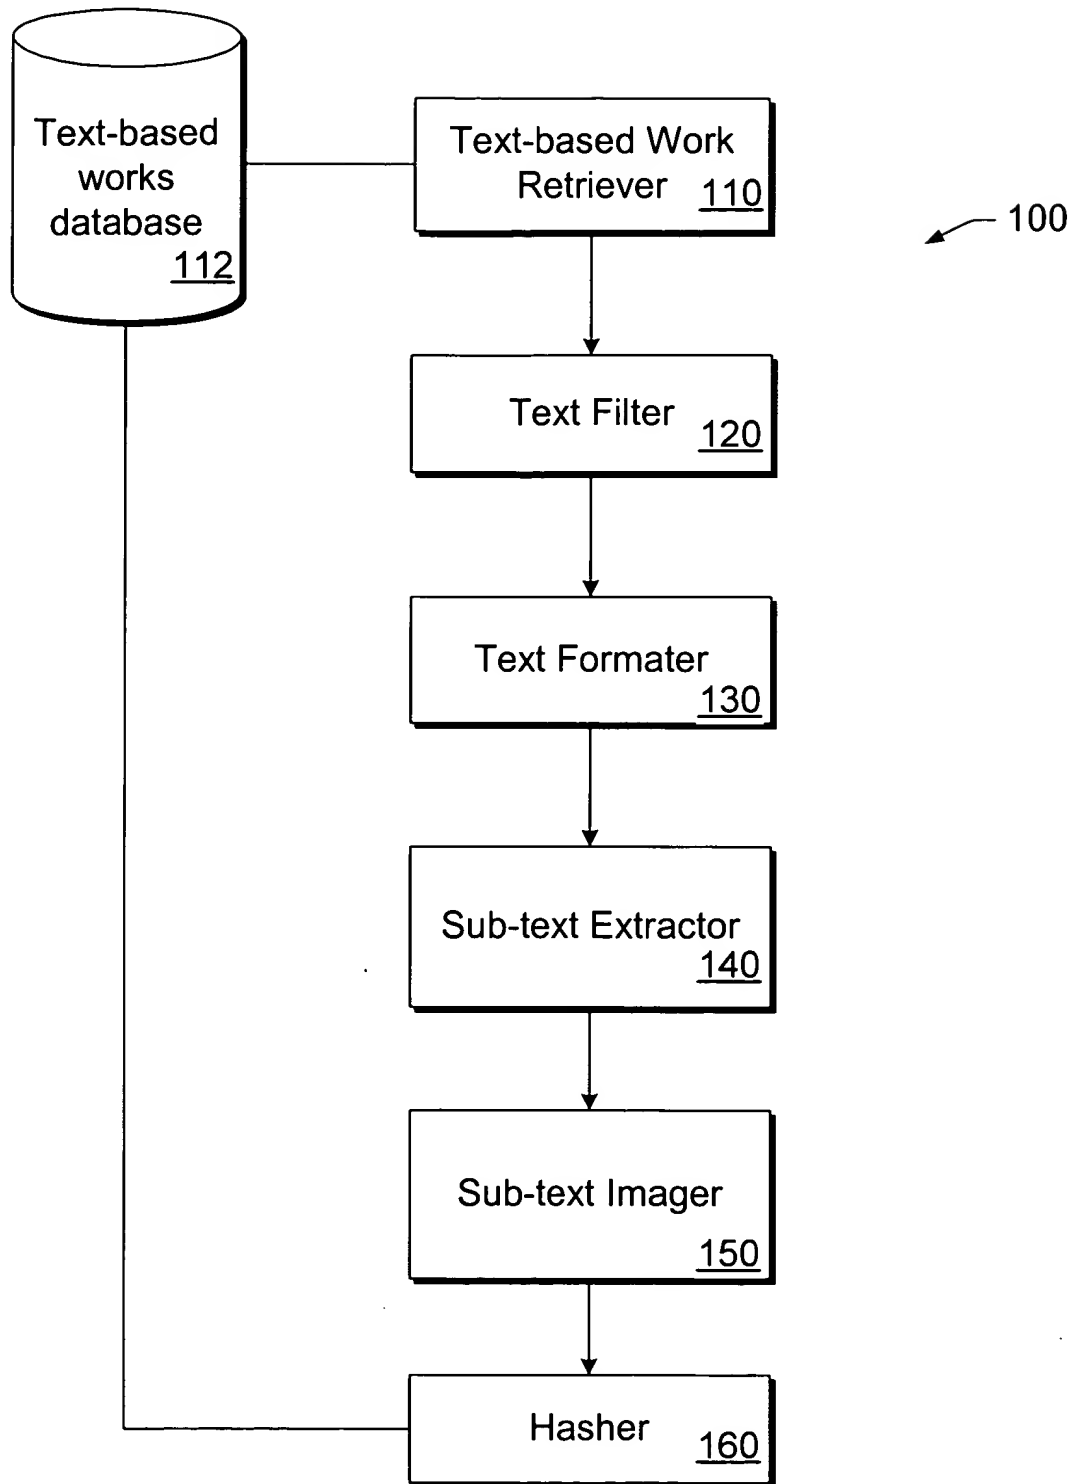 Text-based
works
database
112
Text-based Work
Retriever
110
100
Text Filter
120
Text Formater
130
Sub-text Extractor
140
Sub-text Imager
150
Hasher
160